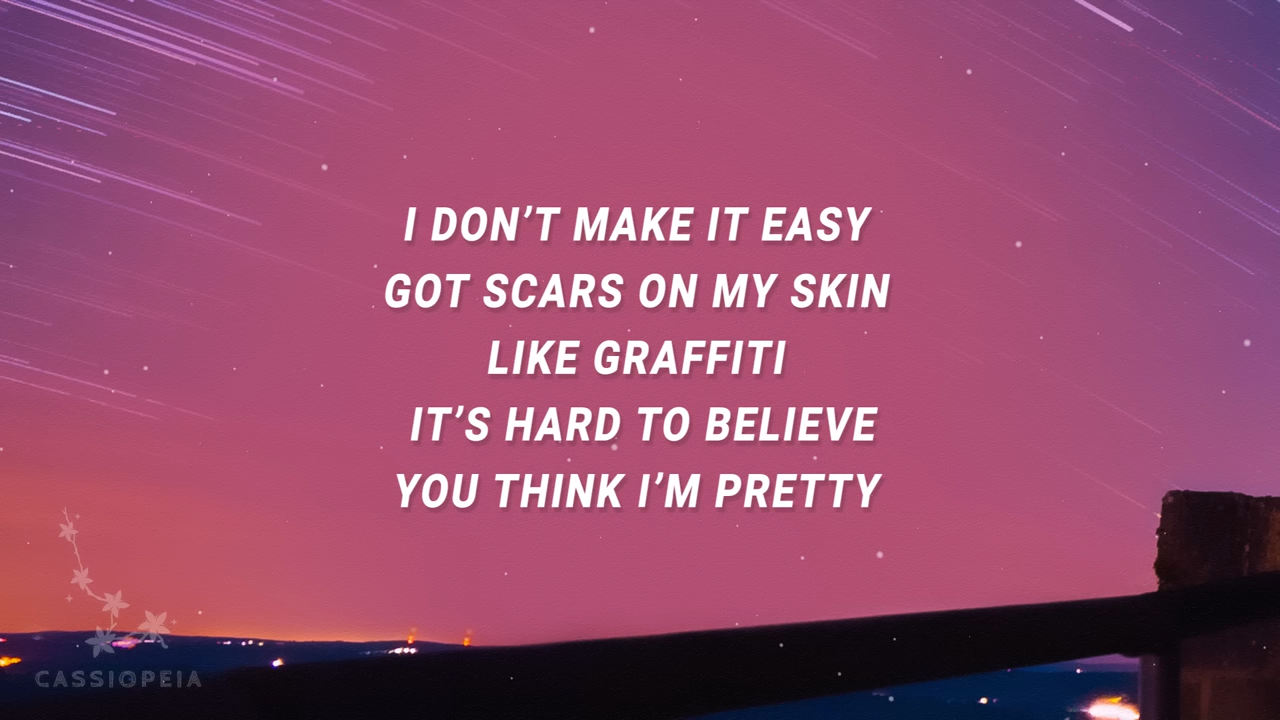 I DON’T MAKE IT EASY
GOT SCARS ON MY SKIN
LIKE GRAFFITI
IT’S HARD TO BELIEVE
YOU THINK I’M PRETTY
CASSIOPEIA